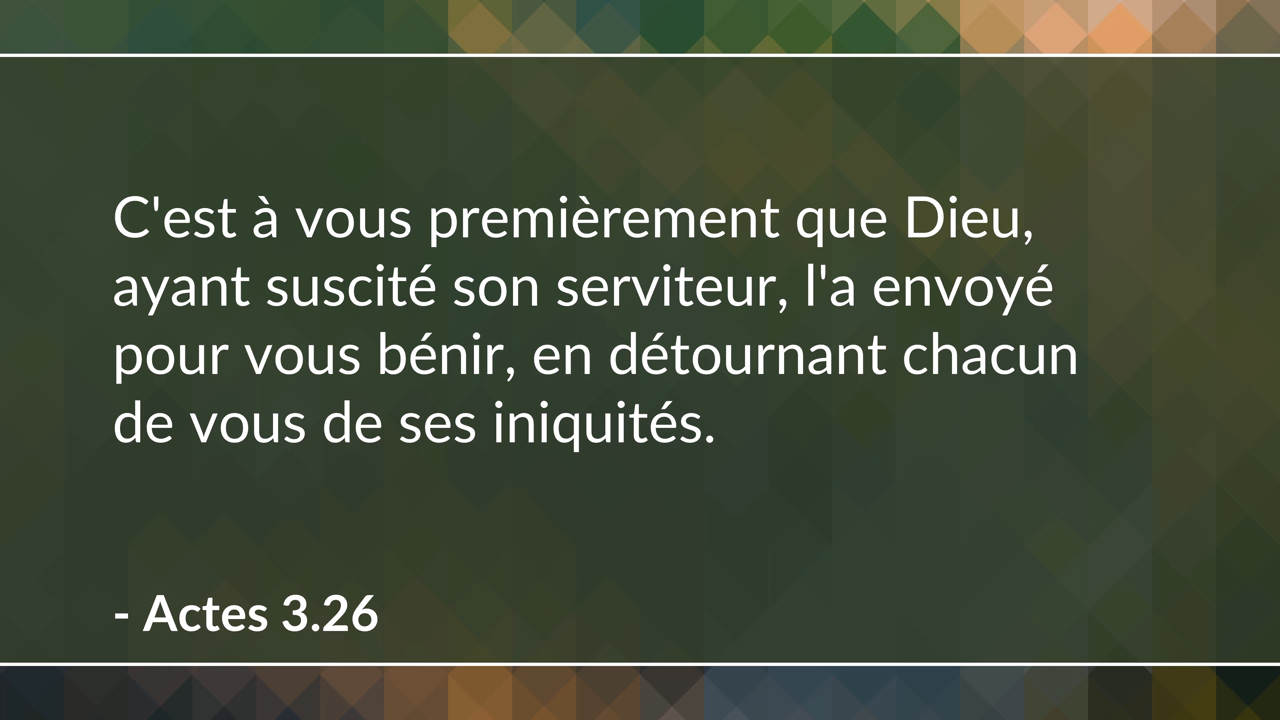 C'est à vous premièrement que Dieu,
ayant suscité son serviteur, l'a envoyé
pour vous bénir, en détournant chacun
de vous de ses iniquités.
- Actes 3.26